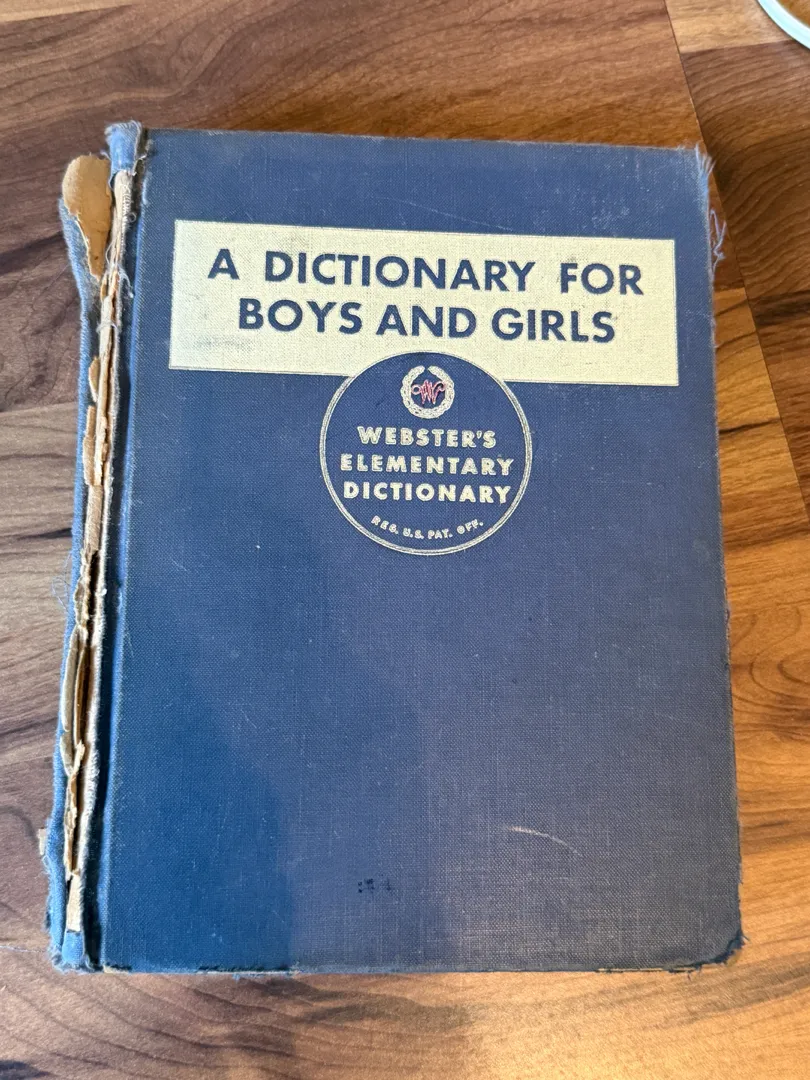 A DICTIONARY FOR
BOYS AND GIRLS
W
WEBSTER'S
ELEMENTARY
DICTIONARY
REG. U.S. PAT. OFF.